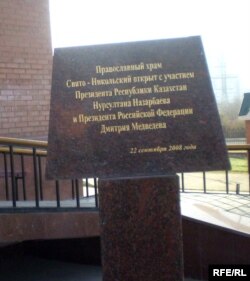 Православный храм
Свято - Никольский открыт с участием
Президента Республики Казахстан
Нурсултана Назарбаева
и Президента Российской Федерации
Дмитрия Медведева
22 сентября 2008 года
RFE/RL